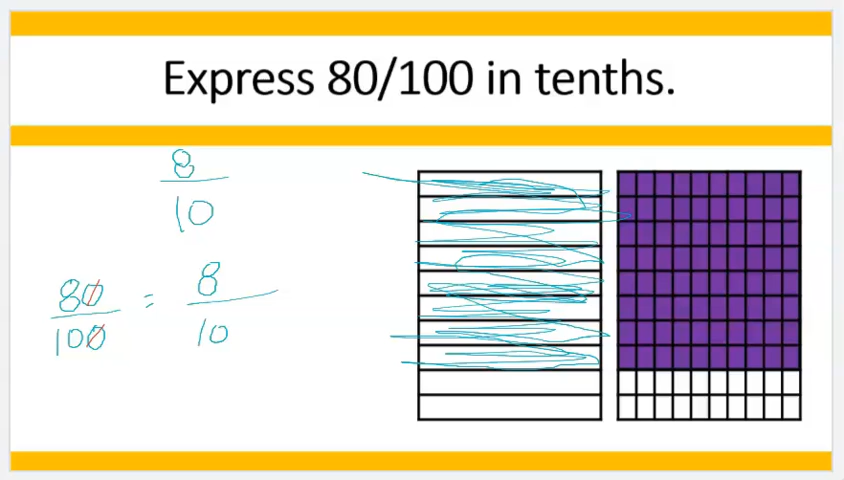 Express 80/100 in tenths.
8
10
80 = 8
100 10